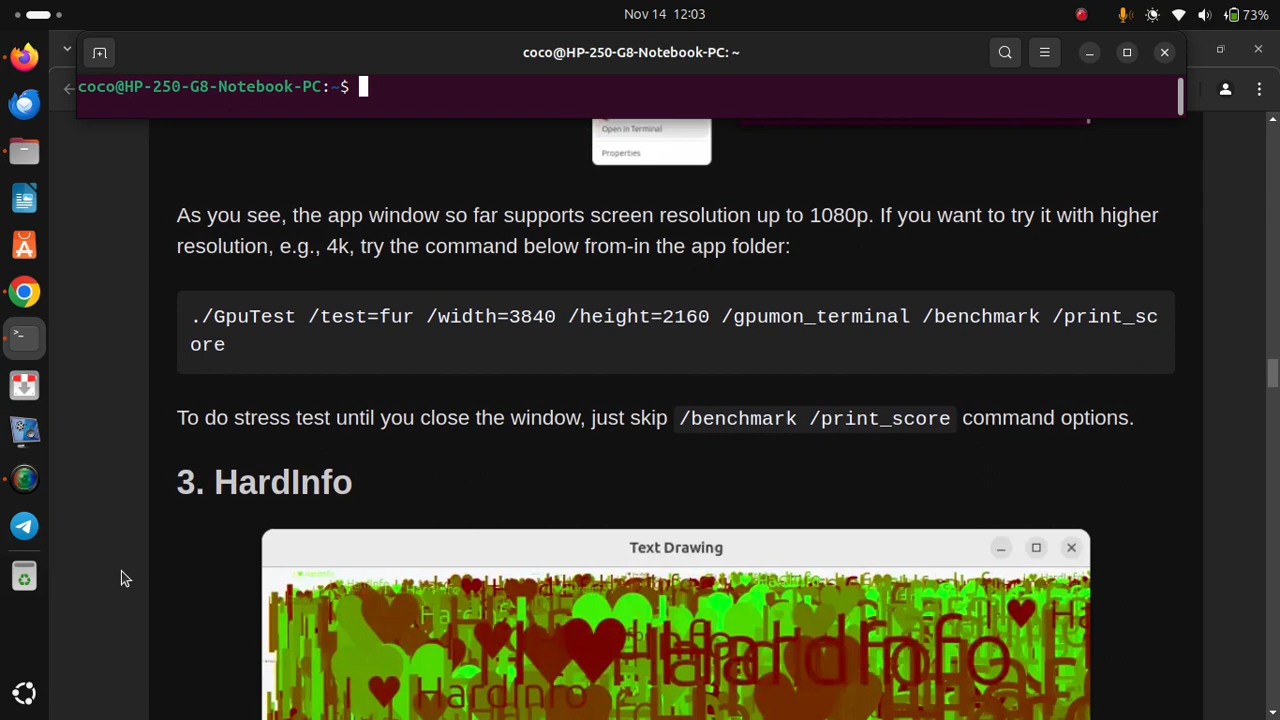 Nov 14 12:03
73%
coco@HP-250-G8-Notebook-PC: ~
coco@HP-250-G8-Notebook-PC:~$
Open in Terminal
Properties
As you see, the app window so far supports screen resolution up to 1080p. If you want to try it with higher
resolution, e.g., 4k, try the command below from-in the app folder:
./GpuTest /test=fur /width=3840 /height=2160 /gpumon_terminal /benchmark /print_sc
ore
To do stress test until you close the window, just skip /benchmark /print_score command options.
3. HardInfo
Text Drawing
I ♥ HardInfo